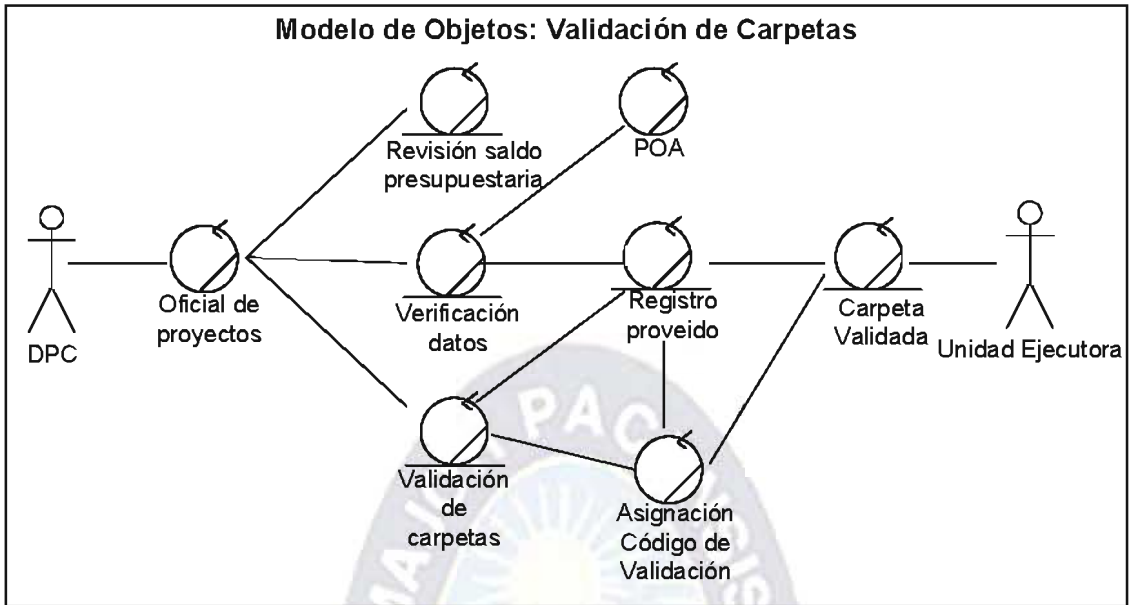 Modelo de Objetos: Validación de Carpetas
Revisión saldo
presupuestaria
POA
DPC
Oficial de
proyectos
Verificación
datos
Registro
proveido
Carpeta
Validada
Unidad Ejecutora
Validación
de
carpetas
Asignación
Código de
Validación